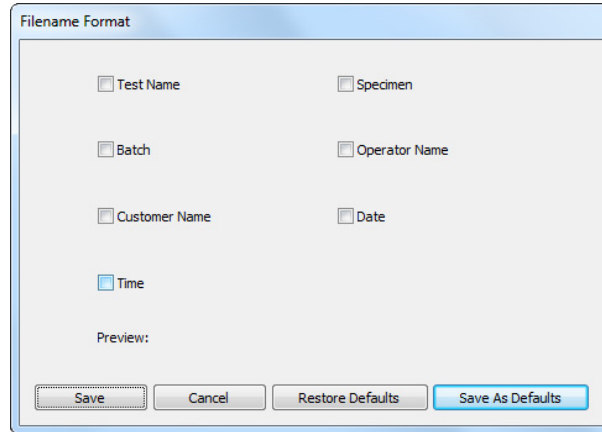 Filename Format
Test Name Specimen
Batch Operator Name
Customer Name Date
Time
Preview:
Save Cancel Restore Defaults Save As Defaults